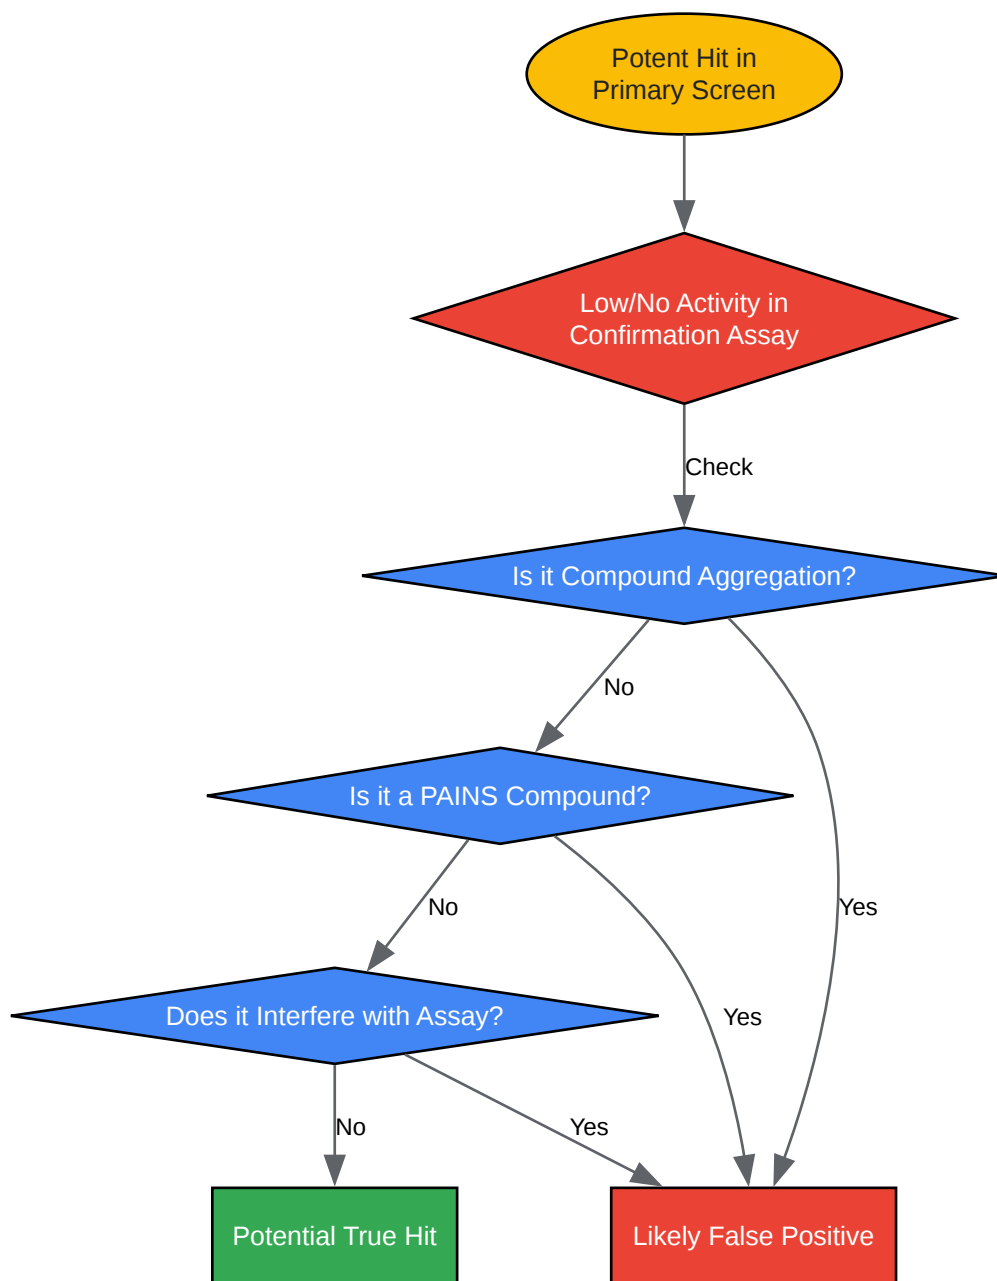 Potent Hit in
Primary Screen
Low/No Activity in
Confirmation Assay
Check
Is it Compound Aggregation?
No
Is it a PAINS Compound?
No
Yes
Does it Interfere with Assay?
Yes
No
Yes
Potential True Hit
Likely False Positive